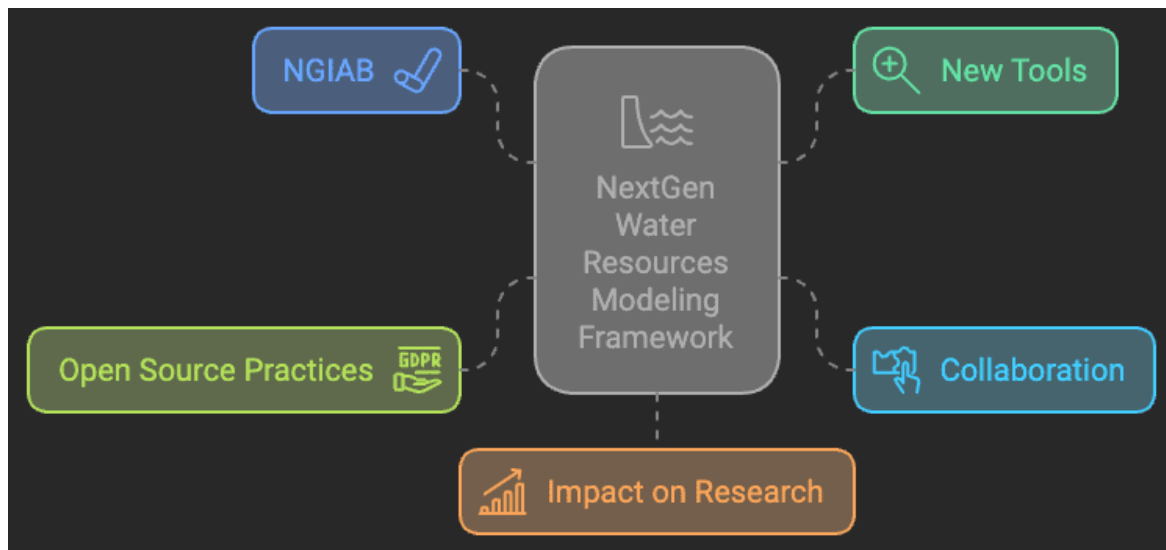 NGIAB
New Tools
NextGen
Water
Resources
Modeling
Framework
Open Source Practices
GDPR
Collaboration
Impact on Research